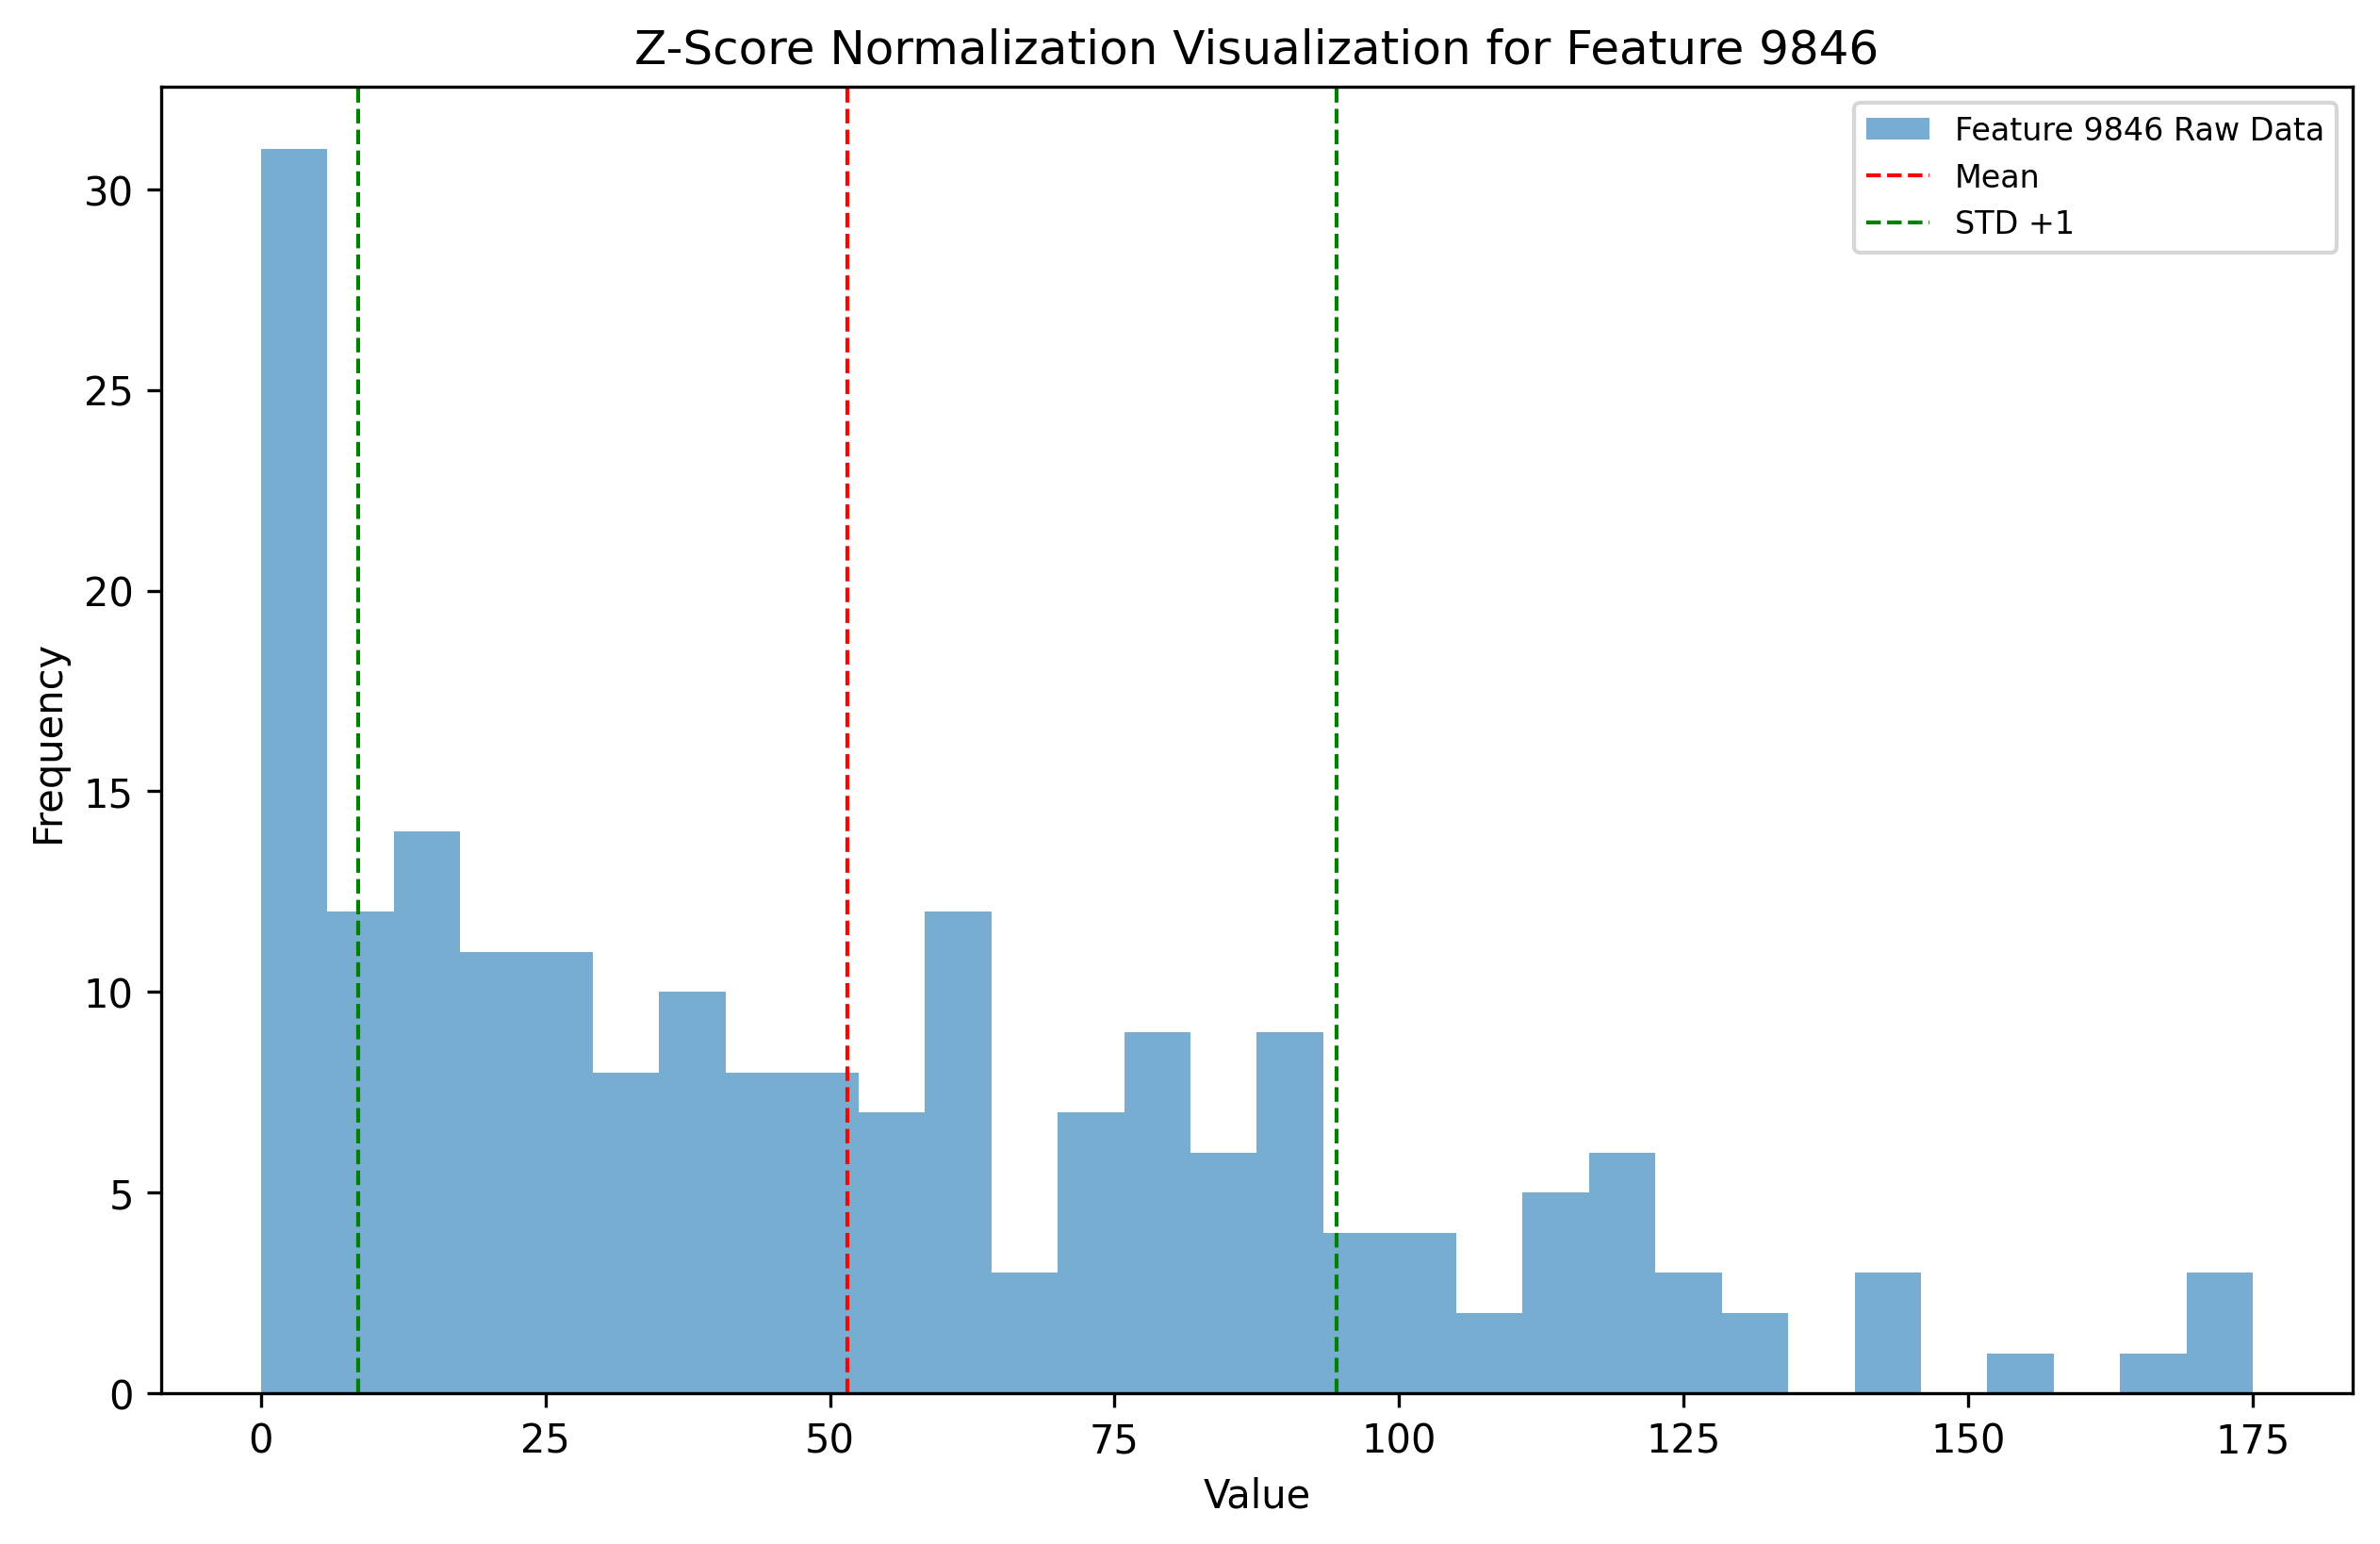 Z-Score Normalization Visualization for Feature 9846
Feature 9846 Raw Data
Mean
STD +1
Frequency
30
25
20
15
10
5
0
0 25 50 75 100 125 150 175
Value